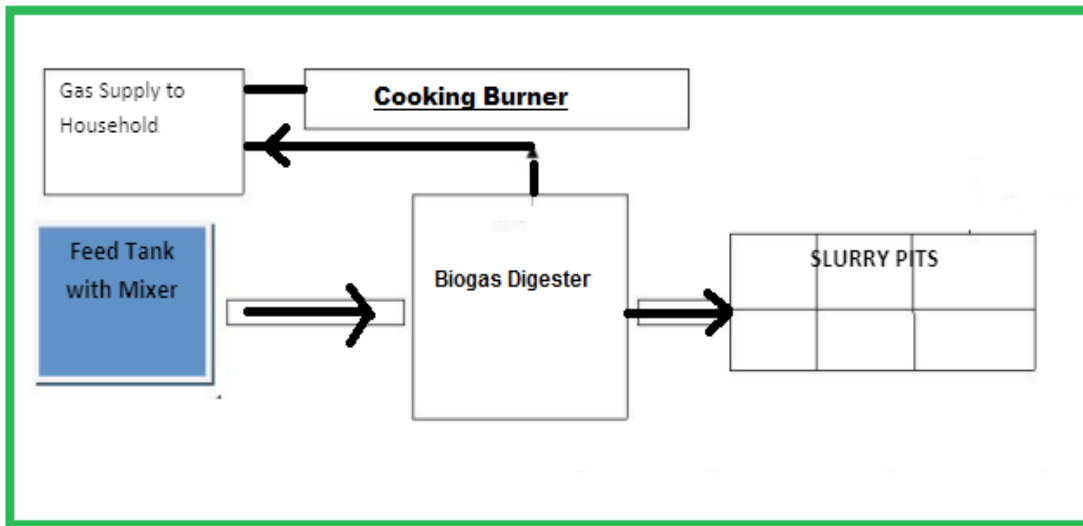 Gas Supply to
Household
Cooking Burner
Feed Tank
with Mixer
Biogas Digester
SLURRY PITS